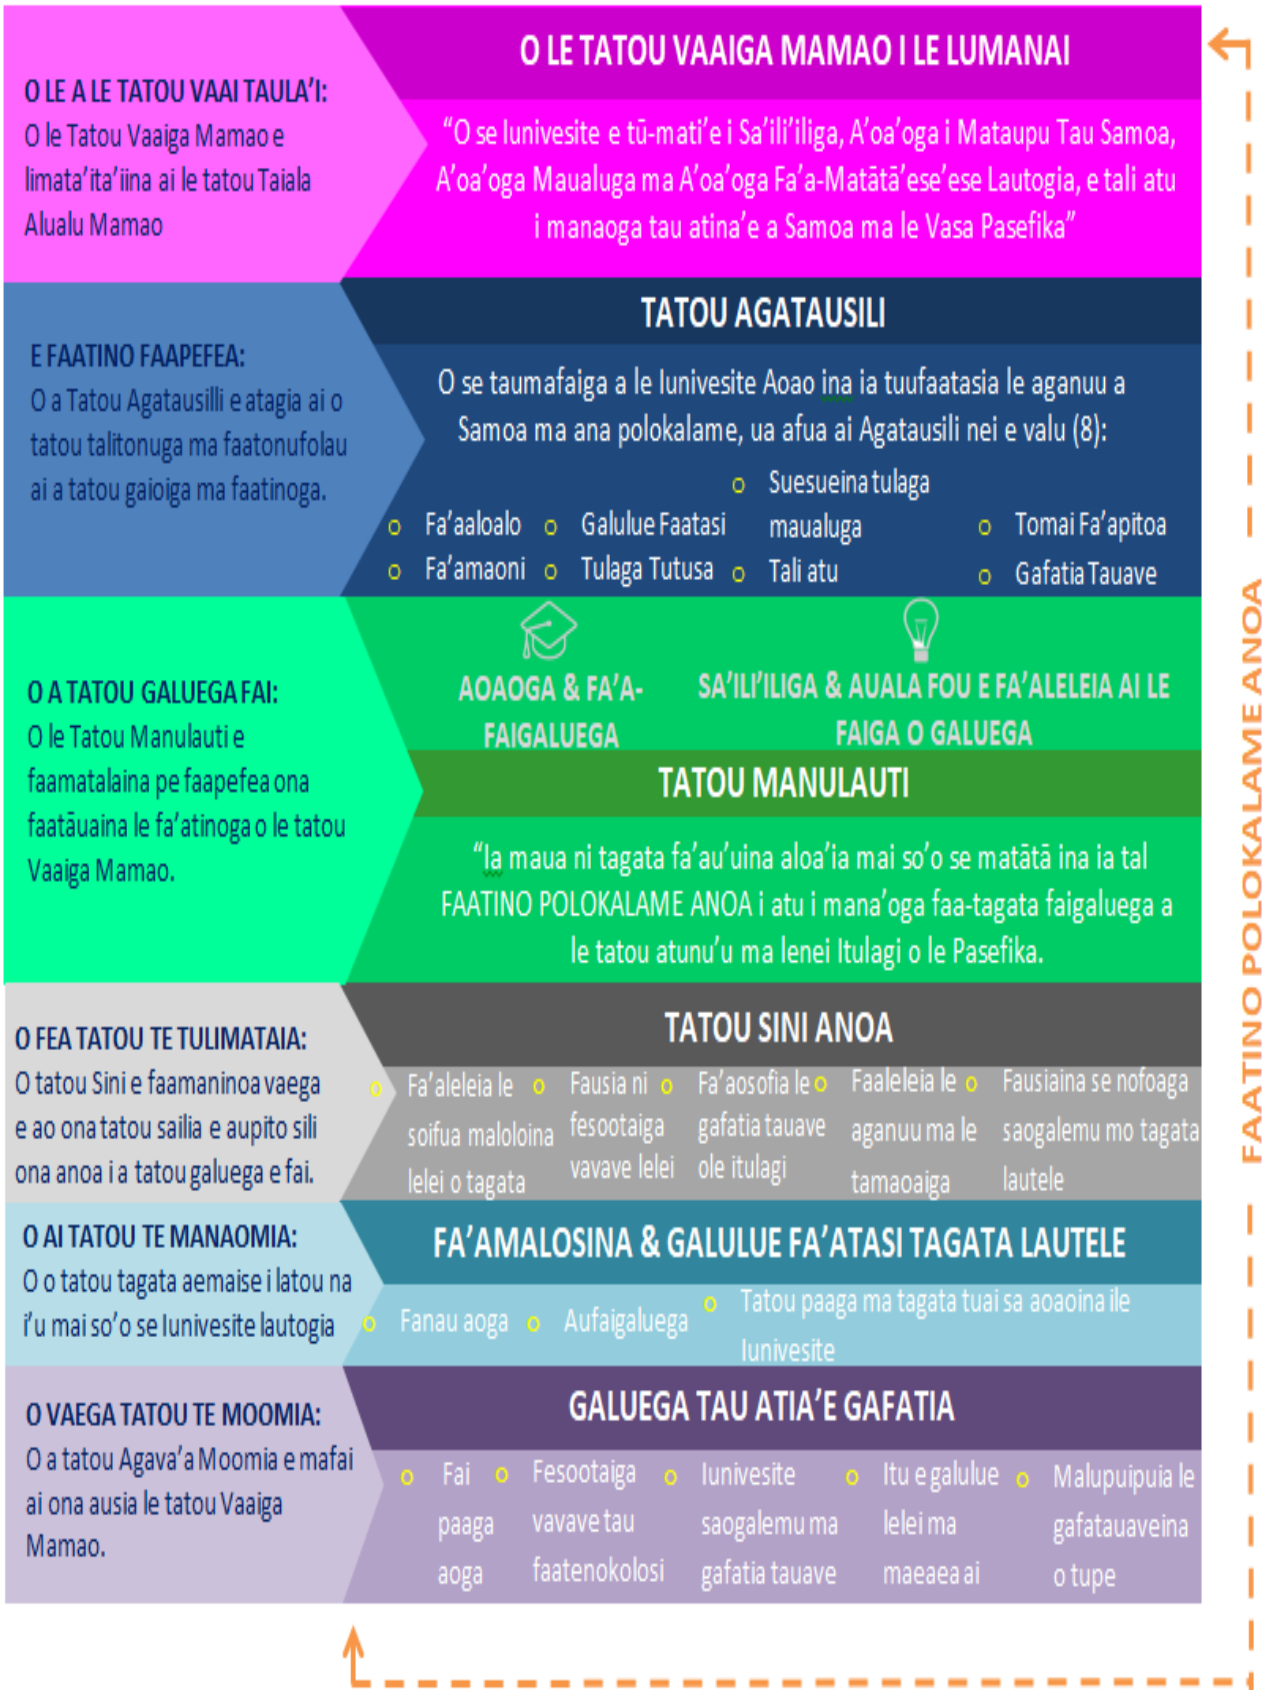 O LE A LE TATOU VAAI TAULA’I:
O le Tatou Vaaiga Mamao e
limata’ita’iina ai le tatou Taiala
Alualu Mamao
O LE TATOU VAAIGA MAMAO I LE LUMANAI
“O se Iunivesite e tū-mati’e i Sa’ili’iliga, A’oa’oga i Mataupu Tau Samoa,
A’oa’oga Maualuga ma A’oa’oga Fa’a-Matātā’ese’ese Lautogia, e tali atu
i manaoga tau atina’e a Samoa ma le Vasa Pasefika”
E FAATINO FAAPEFEA:
O a Tatou Agatausilli e atagia ai o
tatou talitonuga ma faatonufolau
ai a tatou gaioiga ma faatinoga.
TATOU AGATAUSILI
O se taumafaiga a le Iunivesite Aoao ina ia tuufaatasia le aganuu a
Samoa ma ana polokalame, ua afua ai Agatausili nei e valu (8):
o Fa’aaloalo
o Fa’amaoni
o Galulue Faatasi
o Tulaga Tutusa
o Suesueina tulaga
maualuga
o Tali atu
o Tomai Fa’apitoa
o Gafatia Tauave
O A TATOU GALUEGA FAI:
O le Tatou Manulauti e
faamatalaina pe faapefea ona
faatāuaina le fa’atinoga o le tatou
Vaaiga Mamao.
AOAOGA & FA’A-
FAIGALUEGA
SA’ILI’ILIGA & AUALA FOU E FA’ALELEIA AI LE
FAIGA O GALUEGA
TATOU MANULAUTI
“Ia maua ni tagata fa’au’uina aloa’ia mai so’o se matātā ina ia tal
FAATINO POLOKALAME ANOA i atu i mana’oga faa-tagata faigaluega a
le tatou atunu’u ma lenei Itulagi o le Pasefika.
O FEA TATOU TE TULIMATAIA:
O tatou Sini e faamaninoa vaega
e ao ona tatou sailia e aupito sili
ona anoa i a tatou galuega e fai.
TATOU SINI ANOA
o Fa’aleleia le
soifua maloloina
lelei o tagata
o Fausia ni
fesootaiga
vavave lelei
o Fa’aosofia le
gafatia tauave
ole itulagi
o Faaleleia le
aganuu ma le
tamaoaiga
o Fausiaina se nofoaga
saogalemu mo tagata
lautele
O AI TATOU TE MANAOMIA:
O o tatou tagata aemaise i latou na
i’u mai so’o se Iunivesite lautogia
FA’AMALOSINA & GALULUE FA’ATASI TAGATA LAUTELE
o Fanau aoga
o Aufaigaluega
o Tatou paaga ma tagata tuai sa aoaoina ile
Iunivesite
O VAEGA TATOU TE MOOMIA:
O a tatou Agava’a Moomia e mafai
ai ona ausia le tatou Vaaiga
Mamao.
GALUEGA TAU ATIA’E GAFATIA
o Fai
paaga
aoga
o Fesootaiga
vavave tau
faatenokolosi
o Iunivesite
saogalemu ma
gafatia tauave
o Itu e galulue
lelei ma
maeaea ai
o Malupuipuia le
gafatauaveina
o tupe
FAATINO POLOKALAME ANOA